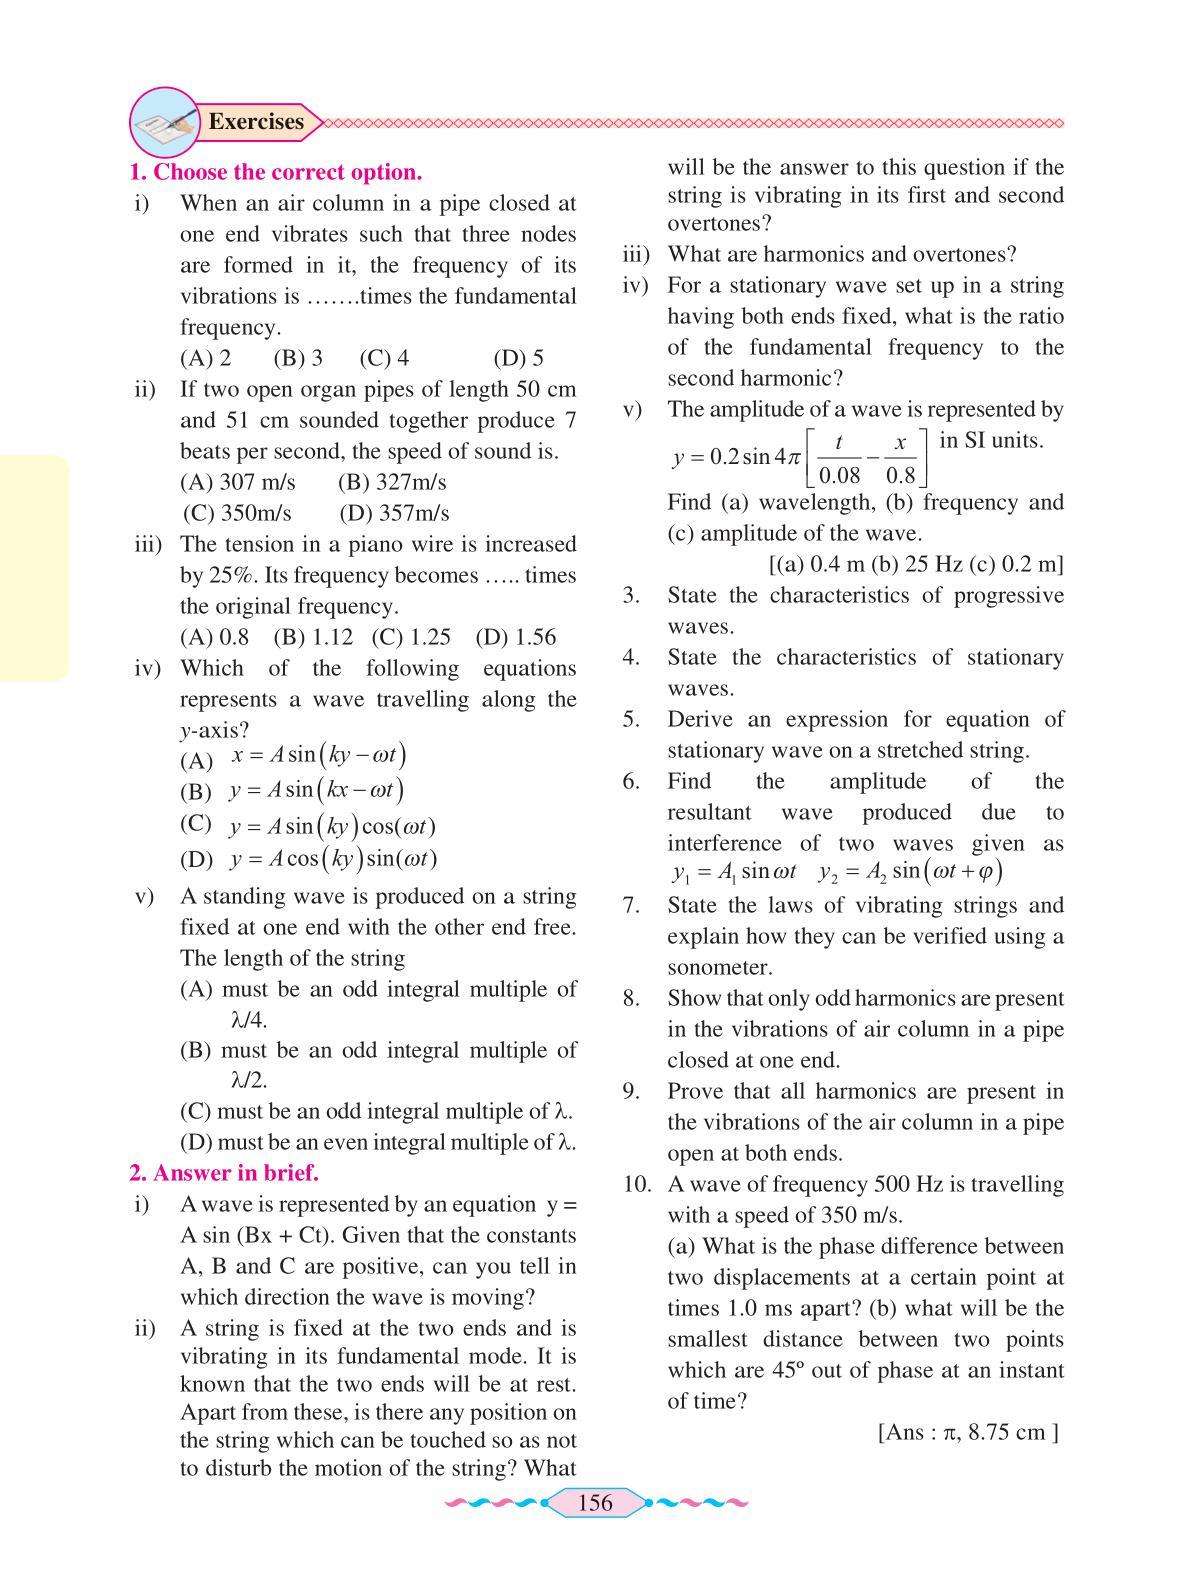 Exercises
1. Choose the correct option.
i) When an air column in a pipe closed at
one end vibrates such that three nodes
are formed in it, the frequency of its
vibrations is …….times the fundamental
frequency.
(A) 2 (B) 3 (C) 4 (D) 5
ii) If two open organ pipes of length 50 cm
and 51 cm sounded together produce 7
beats per second, the speed of sound is.
(A) 307 m/s (B) 327m/s
(C) 350m/s (D) 357m/s
iii) The tension in a piano wire is increased
by 25%. Its frequency becomes ….. times
the original frequency.
(A) 0.8 (B) 1.12 (C) 1.25 (D) 1.56
iv) Which of the following equations
represents a wave travelling along the
y-axis?
(A) x = A sin(ky − ωt)
(B) y = A sin(kx − ωt)
(C) y = A sin(ky)cos(ωt)
(D) y = A cos(ky)sin(ωt)
v) A standing wave is produced on a string
fixed at one end with the other end free.
The length of the string
(A) must be an odd integral multiple of
λ/4.
(B) must be an odd integral multiple of
λ/2.
(C) must be an odd integral multiple of λ.
(D) must be an even integral multiple of λ.
2. Answer in brief.
i) A wave is represented by an equation y =
A sin (Bx + Ct). Given that the constants
A, B and C are positive, can you tell in
which direction the wave is moving?
ii) A string is fixed at the two ends and is
vibrating in its fundamental mode. It is
known that the two ends will be at rest.
Apart from these, is there any position on
the string which can be touched so as not
to disturb the motion of the string? What
will be the answer to this question if the
string is vibrating in its first and second
overtones?
iii) What are harmonics and overtones?
iv) For a stationary wave set up in a string
having both ends fixed, what is the ratio
of the fundamental frequency to the
second harmonic?
v) The amplitude of a wave is represented by
y = 0.2 sin 4π [ t/0.08 − x/0.8 ] in SI units.
Find (a) wavelength, (b) frequency and
(c) amplitude of the wave.
[(a) 0.4 m (b) 25 Hz (c) 0.2 m]
3. State the characteristics of progressive
waves.
4. State the characteristics of stationary
waves.
5. Derive an expression for equation of
stationary wave on a stretched string.
6. Find the amplitude of the
resultant wave produced due to
interference of two waves given as
y₁ = A₁ sin ωt y₂ = A₂ sin(ωt + φ)
7. State the laws of vibrating strings and
explain how they can be verified using a
sonometer.
8. Show that only odd harmonics are present
in the vibrations of air column in a pipe
closed at one end.
9. Prove that all harmonics are present in
the vibrations of the air column in a pipe
open at both ends.
10. A wave of frequency 500 Hz is travelling
with a speed of 350 m/s.
(a) What is the phase difference between
two displacements at a certain point at
times 1.0 ms apart? (b) what will be the
smallest distance between two points
which are 45º out of phase at an instant
of time?
[Ans : π, 8.75 cm ]
156